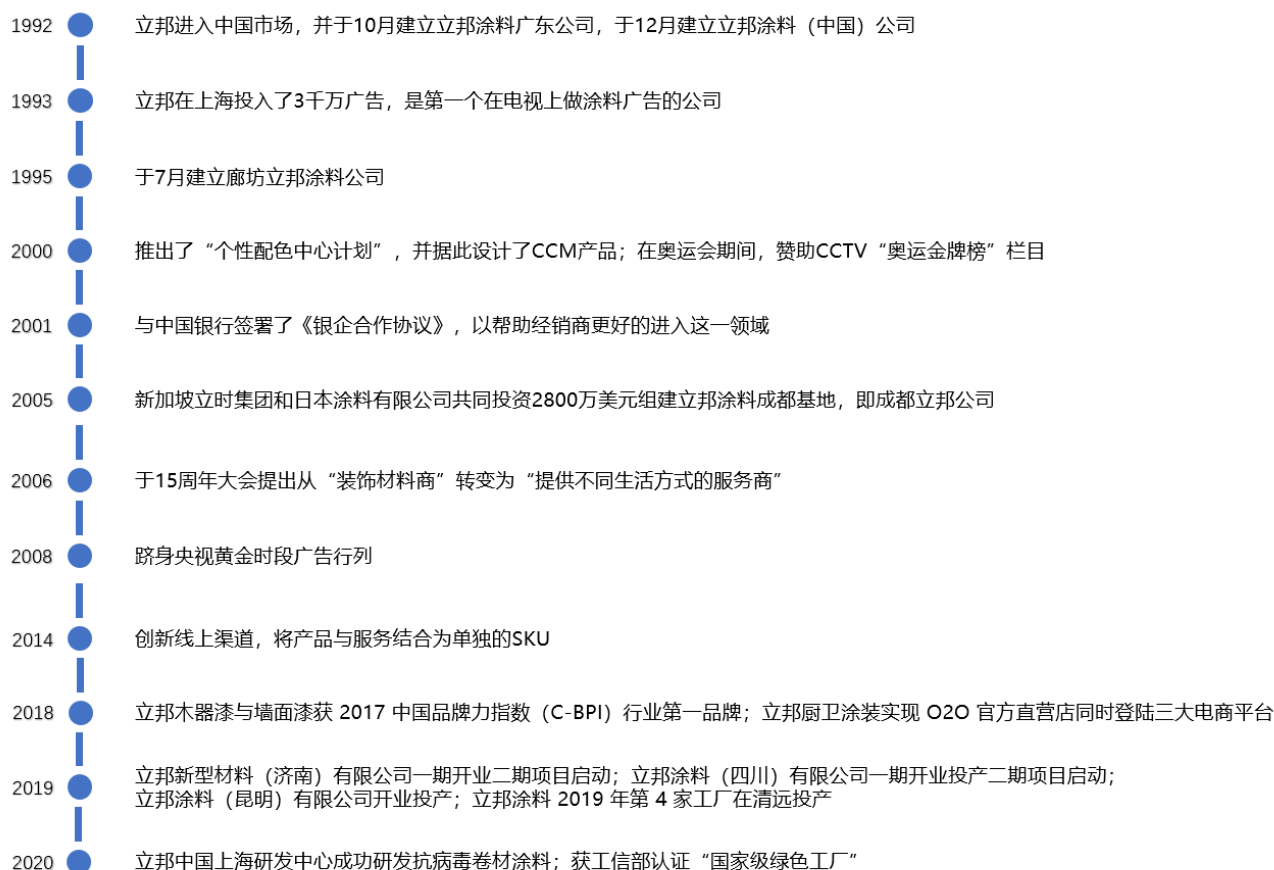 1992 立邦进入中国市场，并于10月建立立邦涂料广东公司，于12月建立立邦涂料（中国）公司
1993 立邦在上海投入了3千万广告，是第一个在电视上做涂料广告的公司
1995 于7月建立廊坊立邦涂料公司
2000 推出了“个性配色中心计划”，并据此设计了CCM产品；在奥运会期间，赞助CCTV“奥运金牌榜”栏目
2001 与中国银行签署了《银企合作协议》，以帮助经销商更好的进入这一领域
2005 新加坡立时集团和日本涂料有限公司共同投资2800万美元组建立邦涂料成都基地，即成都立邦公司
2006 于15周年大会提出从“装饰材料商”转变为“提供不同生活方式的服务商”
2008 跻身央视黄金时段广告行列
2014 创新线上渠道，将产品与服务结合为单独的SKU
2018 立邦木器漆与墙面漆获 2017 中国品牌力指数（C-BPI）行业第一品牌；立邦厨卫涂装实现 O2O 官方直营店同时登陆三大电商平台
2019 立邦新型材料（济南）有限公司一期开业二期项目启动；立邦涂料（四川）有限公司一期开业投产二期项目启动；
立邦涂料（昆明）有限公司开业投产；立邦涂料 2019 年第 4 家工厂在清远投产
2020 立邦中国上海研发中心成功研发抗病毒卷材涂料；获工信部认证“国家级绿色工厂”